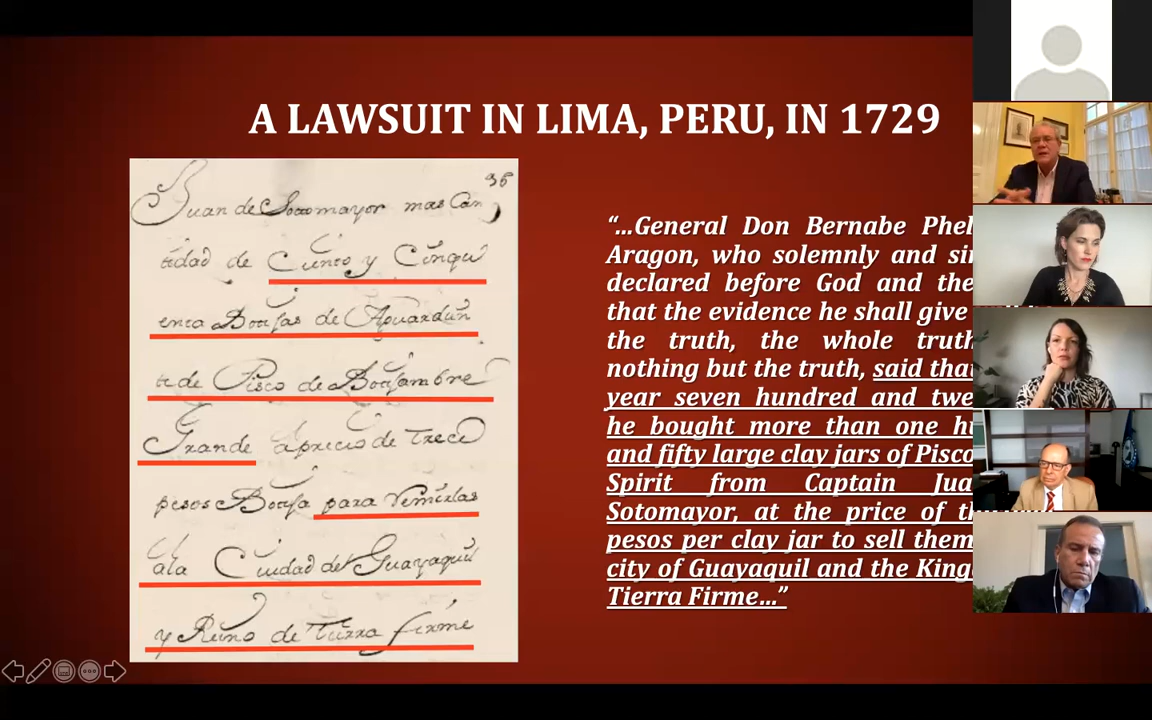 A LAWSUIT IN LIMA, PERU, IN 1729
36
Juan de Sotomayor mas Can
tidad de Ciento y Cinqu
enta Botijas de Aguardien
te de Pisco de
Grande a precio de trece
pesos Botija para Venderlas
ala Ciudad de Guayaquil
y Reino de tierra firme
“...General Don Bernabe Phel
Aragon, who solemnly and si
declared before God and the
that the evidence he shall give
the truth, the whole truth
nothing but the truth, said tha
year seven hundred and twe
he bought more than one h
and fifty large clay jars of Pisco
Spirit from Captain Jua
Sotomayor, at the price of t
pesos per clay jar to sell them
city of Guayaquil and the King
Tierra Firme...”